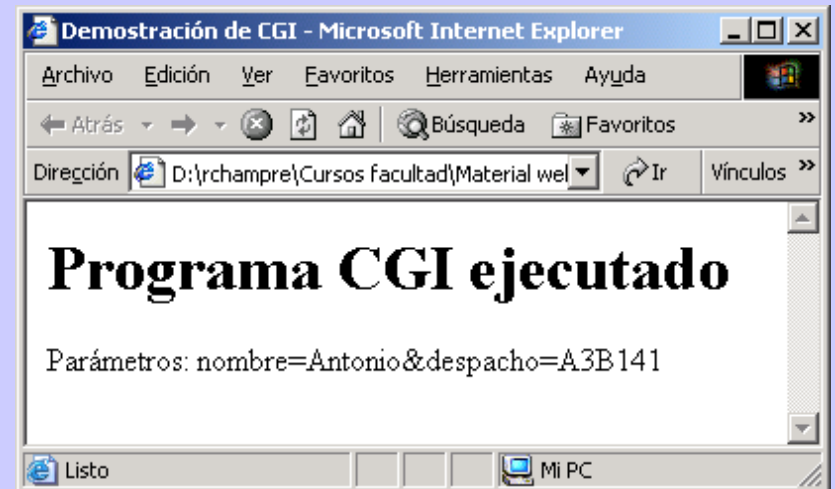 Demostración de CGI - Microsoft Internet Explorer
Archivo Edición Ver Favoritos Herramientas Ayuda
Atrás Búsqueda Favoritos »
Dirección D:\rchampre\Cursos facultad\Material wel Ir Vínculos »
Programa CGI ejecutado
Parámetros: nombre=Antonio&despacho=A3B141
Listo Mi PC